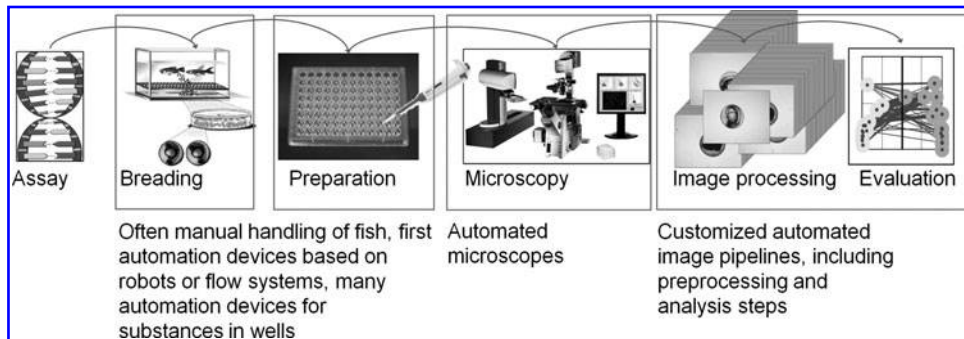 Assay
Breading
Preparation
Microscopy
Image processing
Evaluation
Often manual handling of fish, first
automation devices based on
robots or flow systems, many
automation devices for
substances in wells
Automated
microscopes
Customized automated
image pipelines, including
preprocessing and
analysis steps